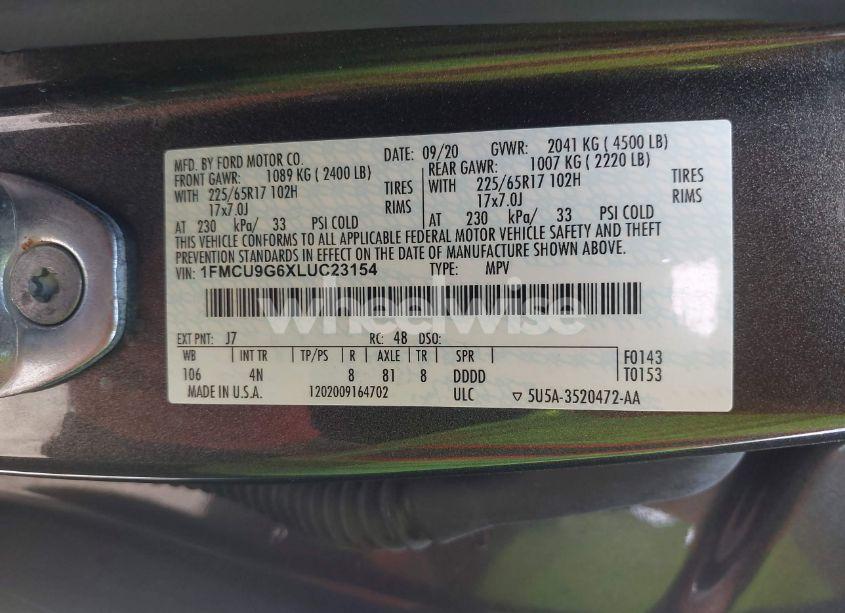 MFD. BY FORD MOTOR CO. DATE: 09/20 GVWR: 2041 KG ( 4500 LB)
FRONT GAWR: 1089 KG ( 2400 LB) REAR GAWR: 1007 KG ( 2220 LB)
WITH 225/65R17 102H TIRES WITH 225/65R17 102H TIRES
17x7.0J RIMS 17x7.0J RIMS
AT 230 kPa/ 33 PSI COLD AT 230 kPa/ 33 PSI COLD
THIS VEHICLE CONFORMS TO ALL APPLICABLE FEDERAL MOTOR VEHICLE SAFETY AND THEFT
PREVENTION STANDARDS IN EFFECT ON THE DATE OF MANUFACTURE SHOWN ABOVE.
VIN: 1FMCU9G6XLUC23154 TYPE: MPV
wheelwise
EXT PNT: J7 RC: 48 DSO:
WB INT TR TP/PS R AXLE TR SPR F0143
106 4N 8 81 8 DDDD T0153
MADE IN U.S.A. 1202009164702 ULC ▽ 5U5A-3520472-AA